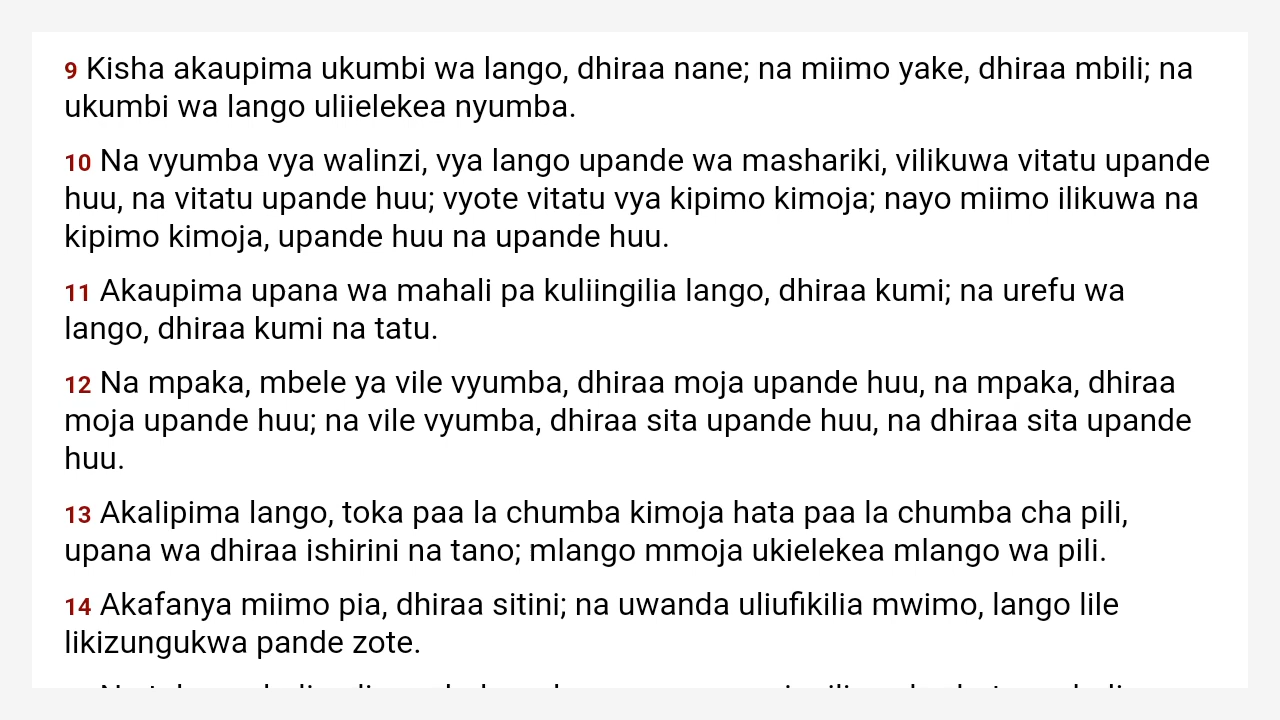 9 Kisha akaupima ukumbi wa lango, dhiraa nane; na miimo yake, dhiraa mbili; na
ukumbi wa lango uliielekea nyumba.
10 Na vyumba vya walinzi, vya lango upande wa mashariki, vilikuwa vitatu upande
huu, na vitatu upande huu; vyote vitatu vya kipimo kimoja; nayo miimo ilikuwa na
kipimo kimoja, upande huu na upande huu.
11 Akaupima upana wa mahali pa kuliingilia lango, dhiraa kumi; na urefu wa
lango, dhiraa kumi na tatu.
12 Na mpaka, mbele ya vile vyumba, dhiraa moja upande huu, na mpaka, dhiraa
moja upande huu; na vile vyumba, dhiraa sita upande huu, na dhiraa sita upande
huu.
13 Akalipima lango, toka paa la chumba kimoja hata paa la chumba cha pili,
upana wa dhiraa ishirini na tano; mlango mmoja ukielekea mlango wa pili.
14 Akafanya miimo pia, dhiraa sitini; na uwanda uliufikilia mwimo, lango lile
likizungukwa pande zote.